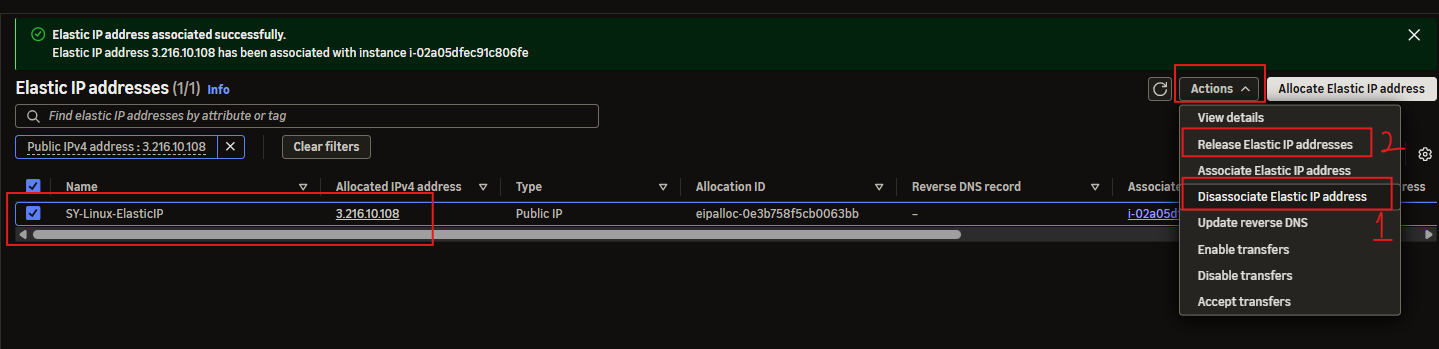 Elastic IP address associated successfully.
Elastic IP address 3.216.10.108 has been associated with instance i-02a05dfec91c806fe
Elastic IP addresses (1/1) Info
Actions
Allocate Elastic IP address
Find elastic IP addresses by attribute or tag
Public IPv4 address : 3.216.10.108
Clear filters
View details
Release Elastic IP addresses
2
Associate Elastic IP address
Disassociate Elastic IP address
1
Update reverse DNS
Enable transfers
Disable transfers
Accept transfers
Name Allocated IPv4 address Type Allocation ID Reverse DNS record Associate ress
SY-Linux-ElasticIP 3.216.10.108 Public IP eipalloc-0e3b758f5cb0063bb – i-02a05d